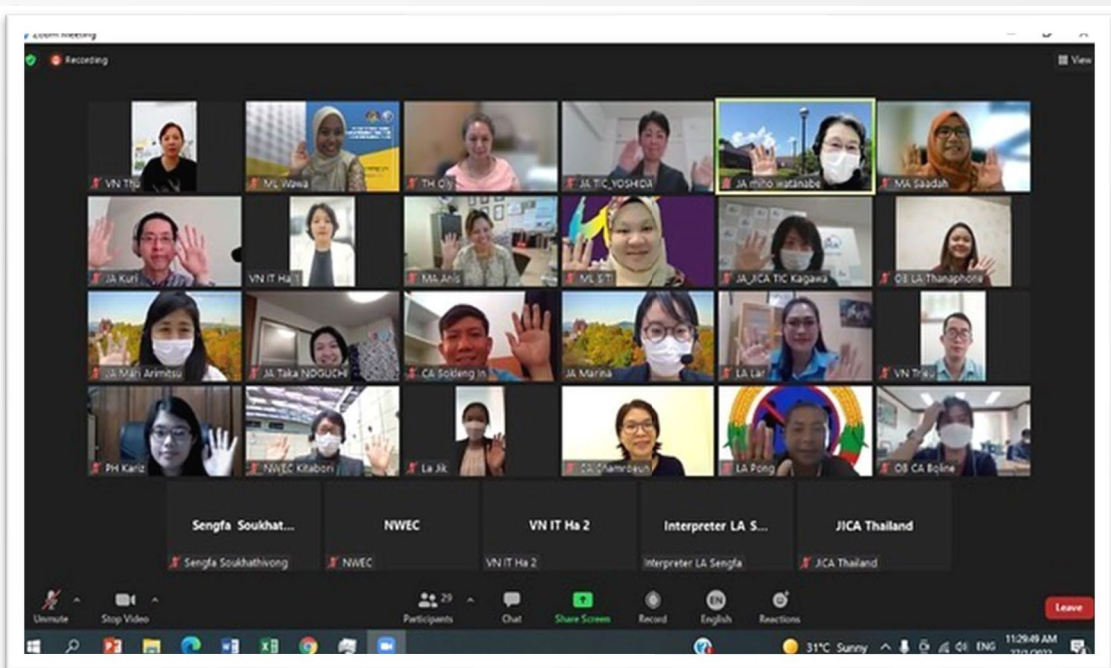 Zoom Meeting
Recording
View
VN Thu
ML Wawa
TH Oly
JA TIC_YOSHIDA
JA miho watanabe
MA Saadah
JA Kuri
VN IT Ha 1
MA Anis
ML SITI
JA_JICA TIC Kagawa
OB LA Thanaphone
JA Mari Arimitsu
JA Taka NOGUCHI
CA Sokleng In
JA Marina
LA Lar
VN Trieu
PH Kariz
NWEC Kitabori
La Jik
CA Chamroeun
LA Pong
OB CA Boline
Sengfa Soukhat...
NWEC
VN IT Ha 2
Interpreter LA S...
JICA Thailand
Sengfa Soukhathivong
NWEC
VN IT Ha 2
Interpreter LA Sengfa
JICA Thailand
29
EN
Unmute
Stop Video
Participants
Chat
Share Screen
Record
English
Reactions
Leave
31°C Sunny
ENG
11:29:49 AM